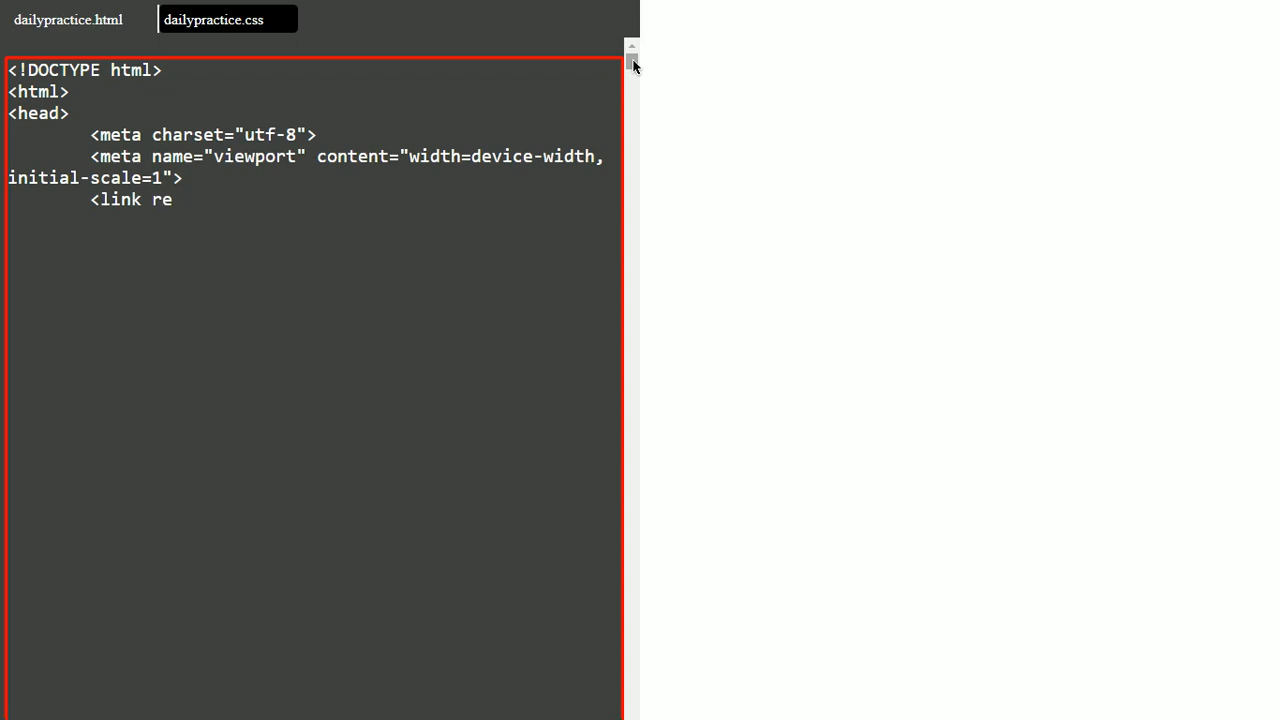 dailypractice.html
dailypractice.css
<!DOCTYPE html>
<html>
<head>
<meta charset="utf-8">
<meta name="viewport" content="width=device-width,
initial-scale=1">
<link re